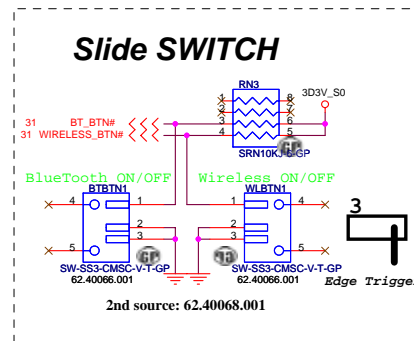 Slide SWITCH
RN3
3D3V_S0
1 8
2 7
31 BT_BTN# 3 6
31 WIRELESS_BTN# 4 5
SRN10KJ-6-GP
BlueTooth ON/OFF Wireless ON/OFF
BTBTN1 WLBTN1
4 1 1 4
2 2
3 3
5 5
GP GP
SW-SS3-CMSC-V-T-GP SW-SS3-CMSC-V-T-GP
62.40066.001 62.40066.001
3
Edge Trigge
2nd source: 62.40068.001